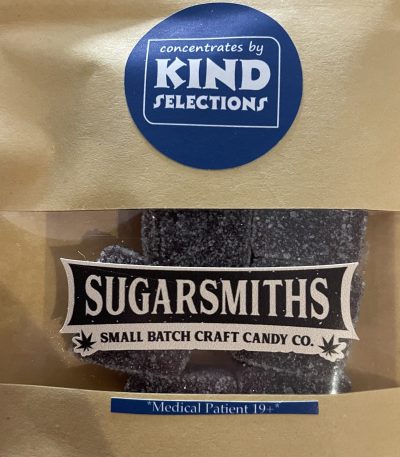 concentrates by
KIND
SELECTIONS
SUGARSMITHS
SMALL BATCH CRAFT CANDY CO.
*Medical Patient 19+*